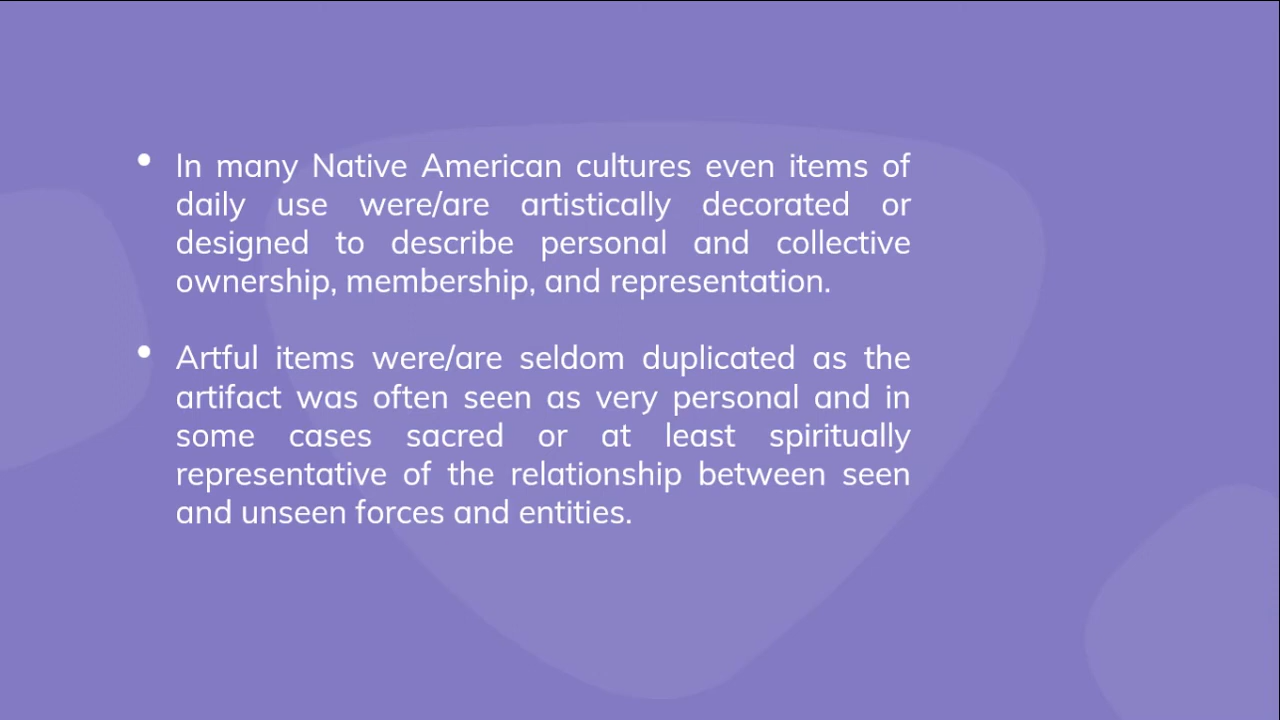 • In many Native American cultures even items of
daily use were/are artistically decorated or
designed to describe personal and collective
ownership, membership, and representation.
• Artful items were/are seldom duplicated as the
artifact was often seen as very personal and in
some cases sacred or at least spiritually
representative of the relationship between seen
and unseen forces and entities.